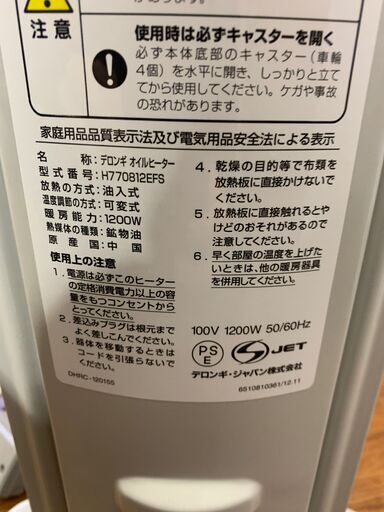 注意
使用時は必ずキャスターを開く
必ず本体底部のキャスター(車輪
4個)を水平に開き、しっかりと立て
てから使用してください。ケガや事故
の恐れがあります。
家庭用品品質表示法及び電気用品安全法による表示
名称:デロンギ オイルヒーター
型式番号:H770812EFS
放熱の方式:油入式
温度調節の方式:可変式
暖房能力:1200W
熱媒体の種類:鉱物油
原産国:中国
使用上の注意
1. 電源は必ずこのヒーター
の定格消費電力以上の容
量をもつコンセントから
とってください。
2. 差込みプラグは根元まで
よく差しこんでください。
3. 器体を移動するときは
コードを引張らないで
ください。
DHRC-120155
4. 乾燥の目的等で布類を
放熱板に直接かけないで
ください。
5. 放熱板に直接触れるとや
けどのおそれがあるので
注意してください。
6. 早く部屋の温度を上げた
いときは、他の暖房器具
を併用してください。
100V 1200W 50/60Hz
PS
E
JET
デロンギ・ジャパン株式会社
6510810361/12.11